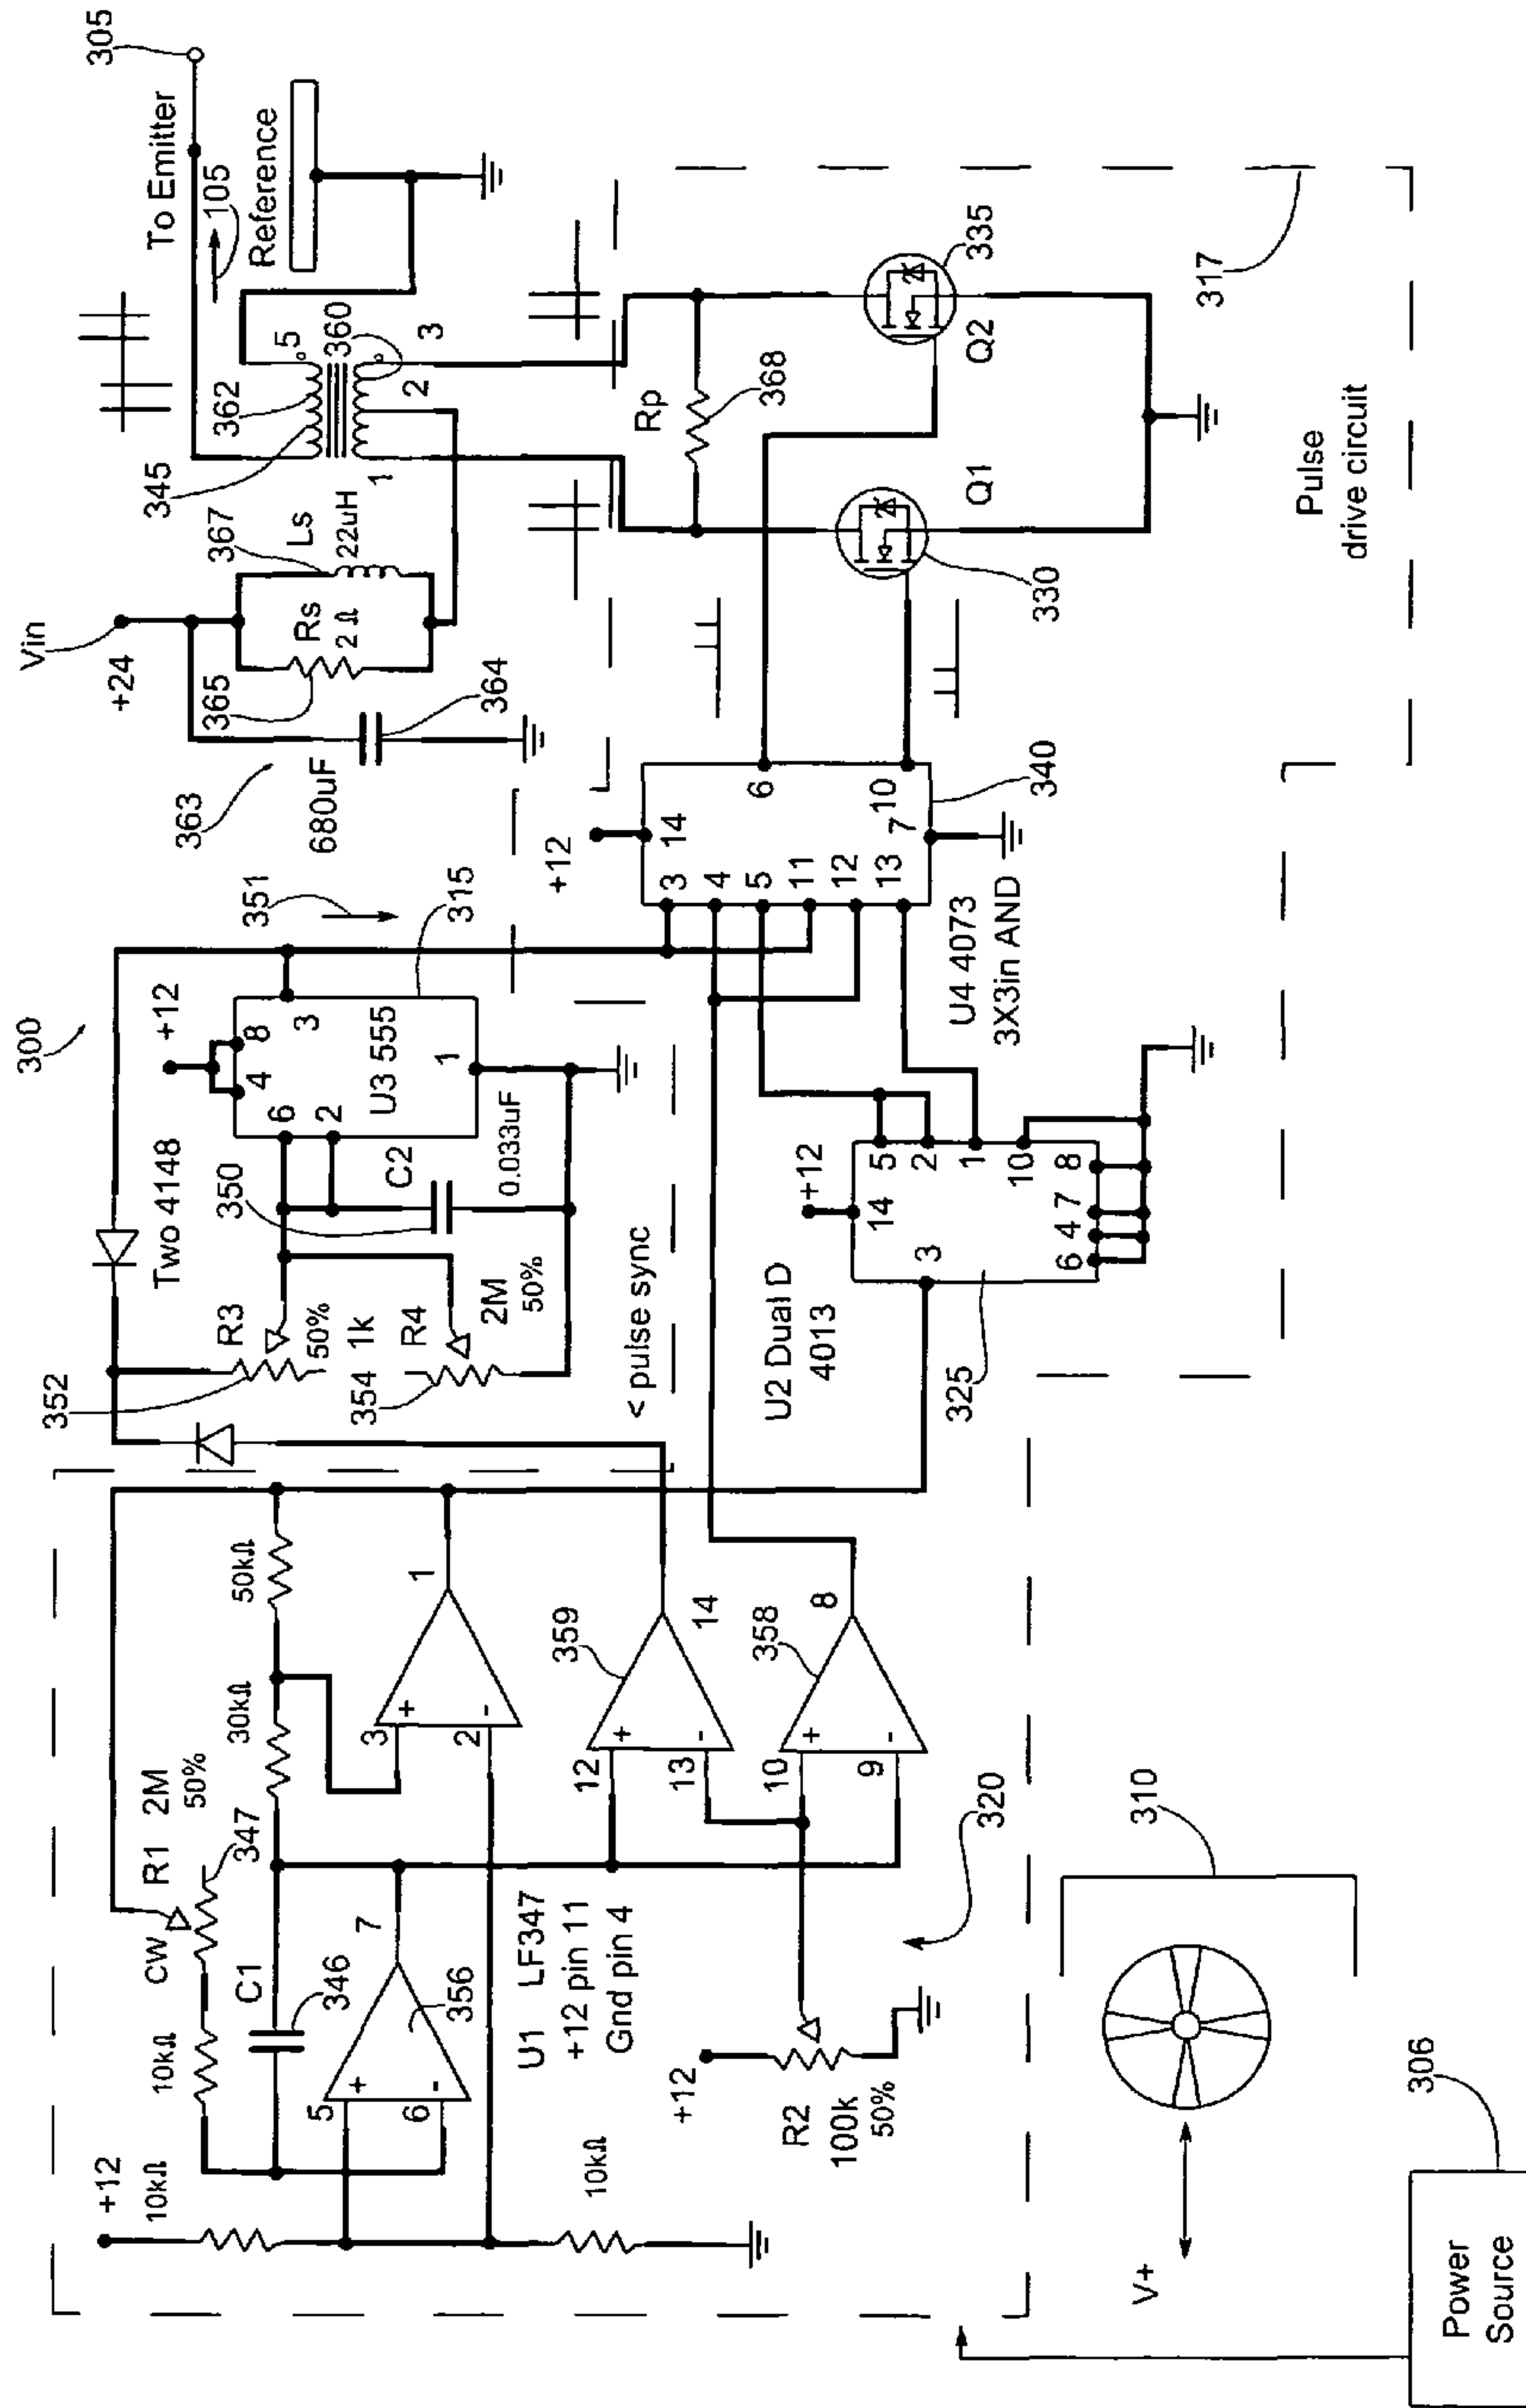 300
Vin
+24
365
Rs
2 Ω
Ls
22uH
367
363
680uF
364
345
362
5
360
1
2
3
To Emitter
305
105
Reference
+12
10kΩ
10kΩ
CW
R1
2M
50%
347
C1
346
30kΩ
50kΩ
5
+
6
-
7
356
3
+
2
-
1
10kΩ
U1 LF347
+12 pin 11
Gnd pin 4
12
+
13
-
14
359
10
+
9
-
8
358
+12
R2
100k
50%
320
352
R3
50%
1k
R4
354
2M
50%
Two 4148
350
C2
0.033uF
+12
4
8
6
2
3
1
U3 555
315
351
< pulse sync
U2 Dual D
4013
325
+12
14
3
5
2
1
10
6
4
7
8
+12
14
3
4
5
11
12
13
6
10
7
340
U4 4073
3X3in AND
Rp
368
Q1
330
Q2
335
317
Pulse
drive circuit
310
V+
306
Power
Source